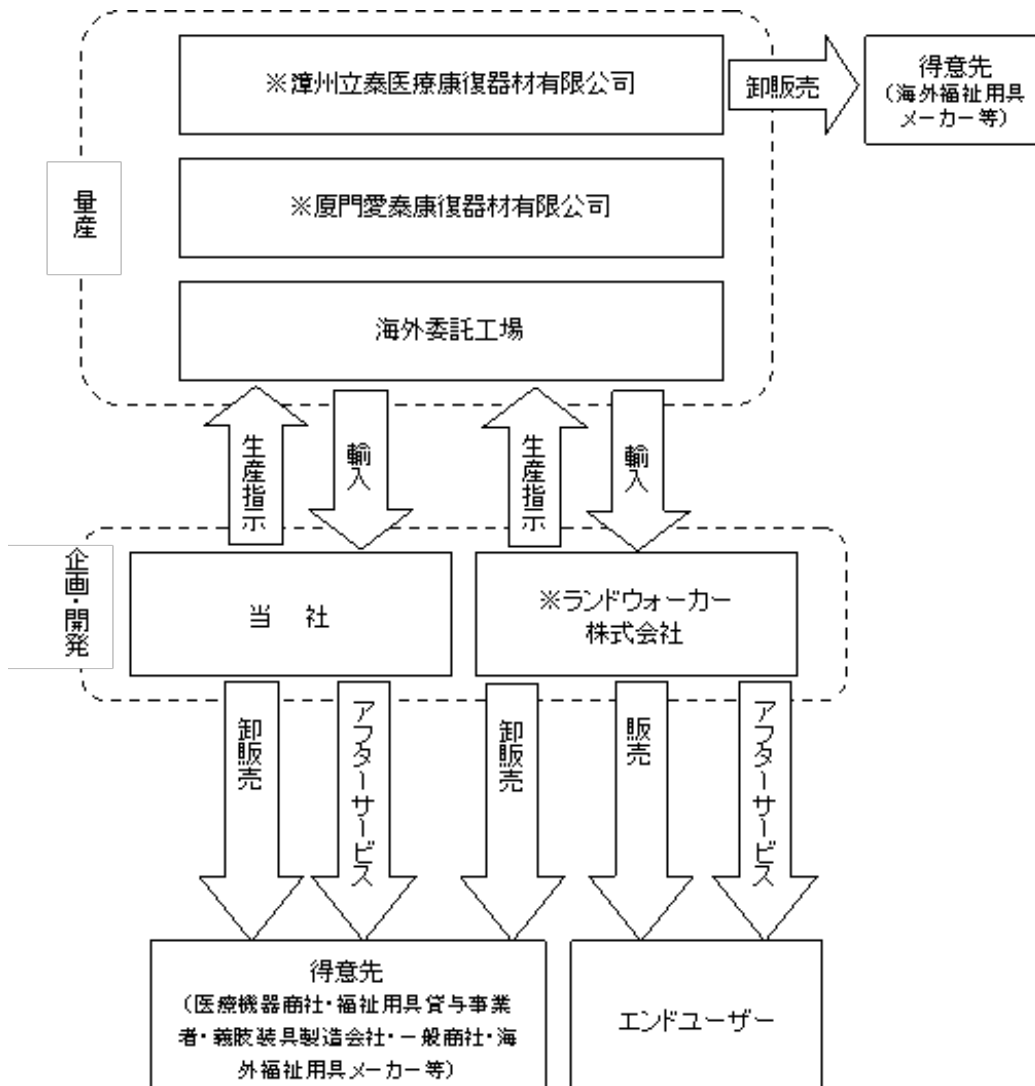 ※漳州立泰医療康復器材有限公司
卸販売
得意先
（海外福祉用具
メーカー等）
量産
※厦門愛泰康復器材有限公司
海外委託工場
生産指示
輸入
生産指示
輸入
企画・開発
当　社
※ランドウォーカー
株式会社
卸販売
アフターサービス
卸販売
販売
アフターサービス
得意先
（医療機器商社・福祉用具貸与事業
者・義肢装具製造会社・一般商社・海
外福祉用具メーカー等）
エンドユーザー